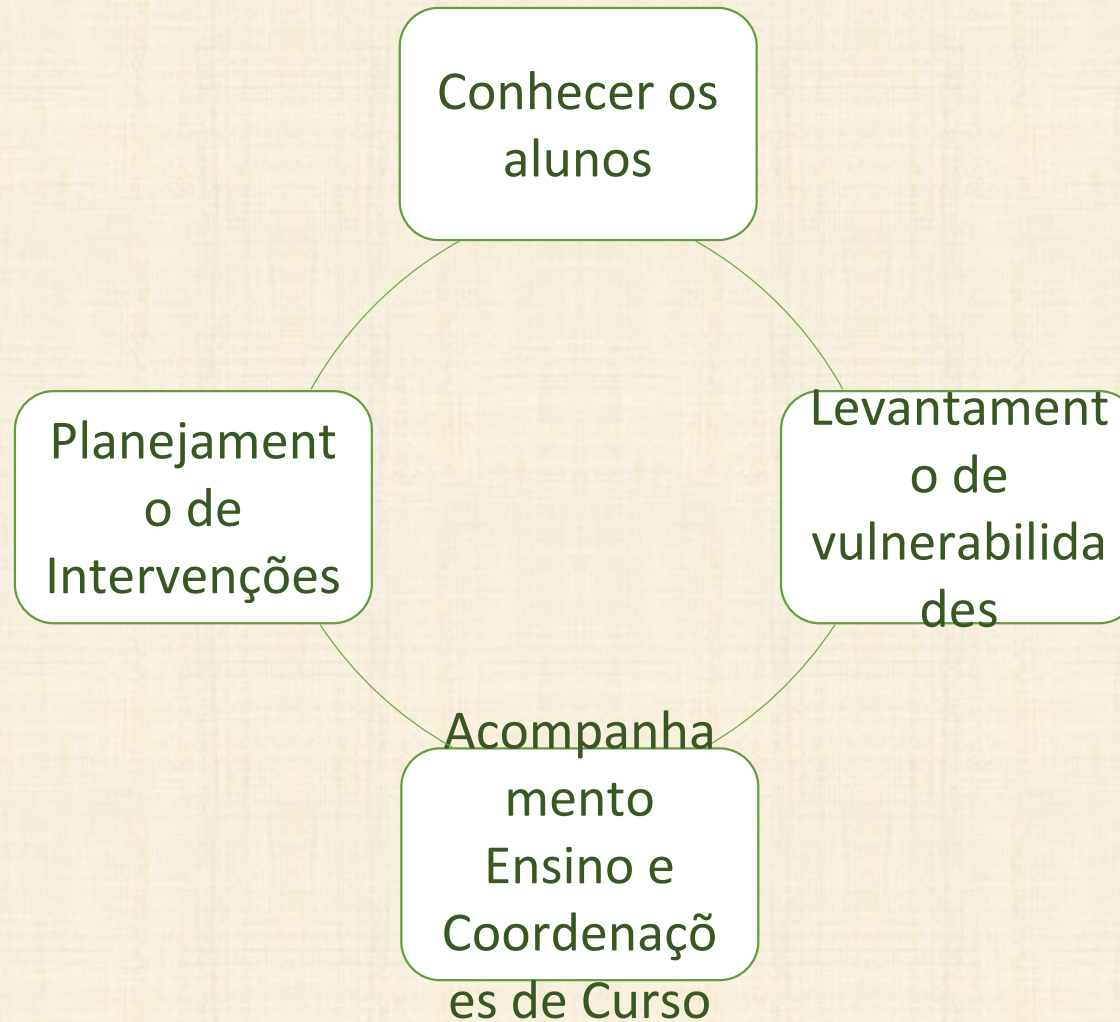 Conhecer os
alunos
Levantament
o de
vulnerabilida
des
Acompanha
mento
Ensino e
Coordenaçõ
es de Curso
Planejament
o de
Intervenções